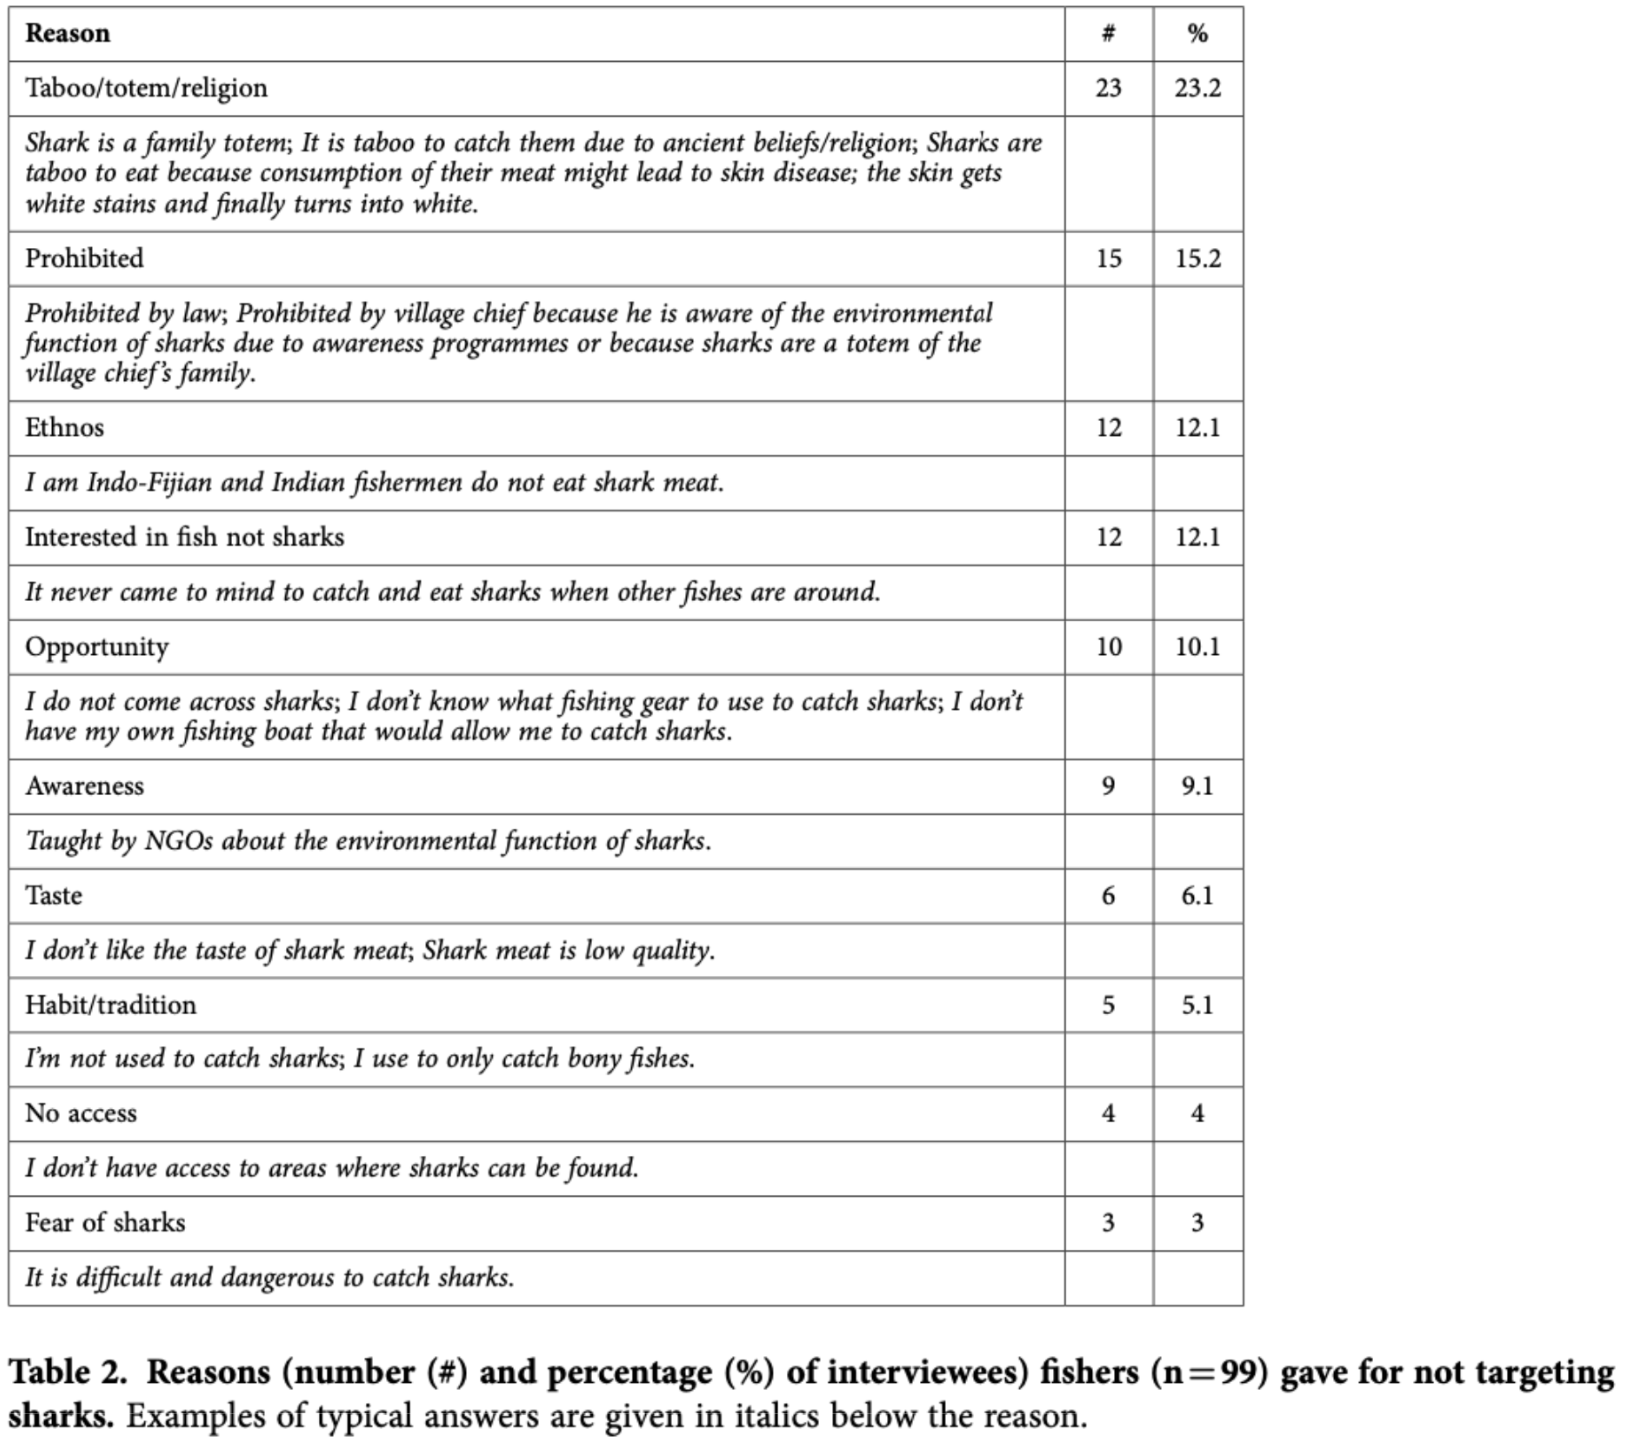 Reason # %
Taboo/totem/religion 23 23.2
Shark is a family totem; It is taboo to catch them due to ancient beliefs/religion; Sharks are
taboo to eat because consumption of their meat might lead to skin disease; the skin gets
white stains and finally turns into white.
Prohibited 15 15.2
Prohibited by law; Prohibited by village chief because he is aware of the environmental
function of sharks due to awareness programmes or because sharks are a totem of the
village chief’s family.
Ethnos 12 12.1
I am Indo-Fijian and Indian fishermen do not eat shark meat.
Interested in fish not sharks 12 12.1
It never came to mind to catch and eat sharks when other fishes are around.
Opportunity 10 10.1
I do not come across sharks; I don’t know what fishing gear to use to catch sharks; I don’t
have my own fishing boat that would allow me to catch sharks.
Awareness 9 9.1
Taught by NGOs about the environmental function of sharks.
Taste 6 6.1
I don’t like the taste of shark meat; Shark meat is low quality.
Habit/tradition 5 5.1
I’m not used to catch sharks; I use to only catch bony fishes.
No access 4 4
I don’t have access to areas where sharks can be found.
Fear of sharks 3 3
It is difficult and dangerous to catch sharks.
Table 2. Reasons (number (#) and percentage (%) of interviewees) fishers (n=99) gave for not targeting
sharks. Examples of typical answers are given in italics below the reason.